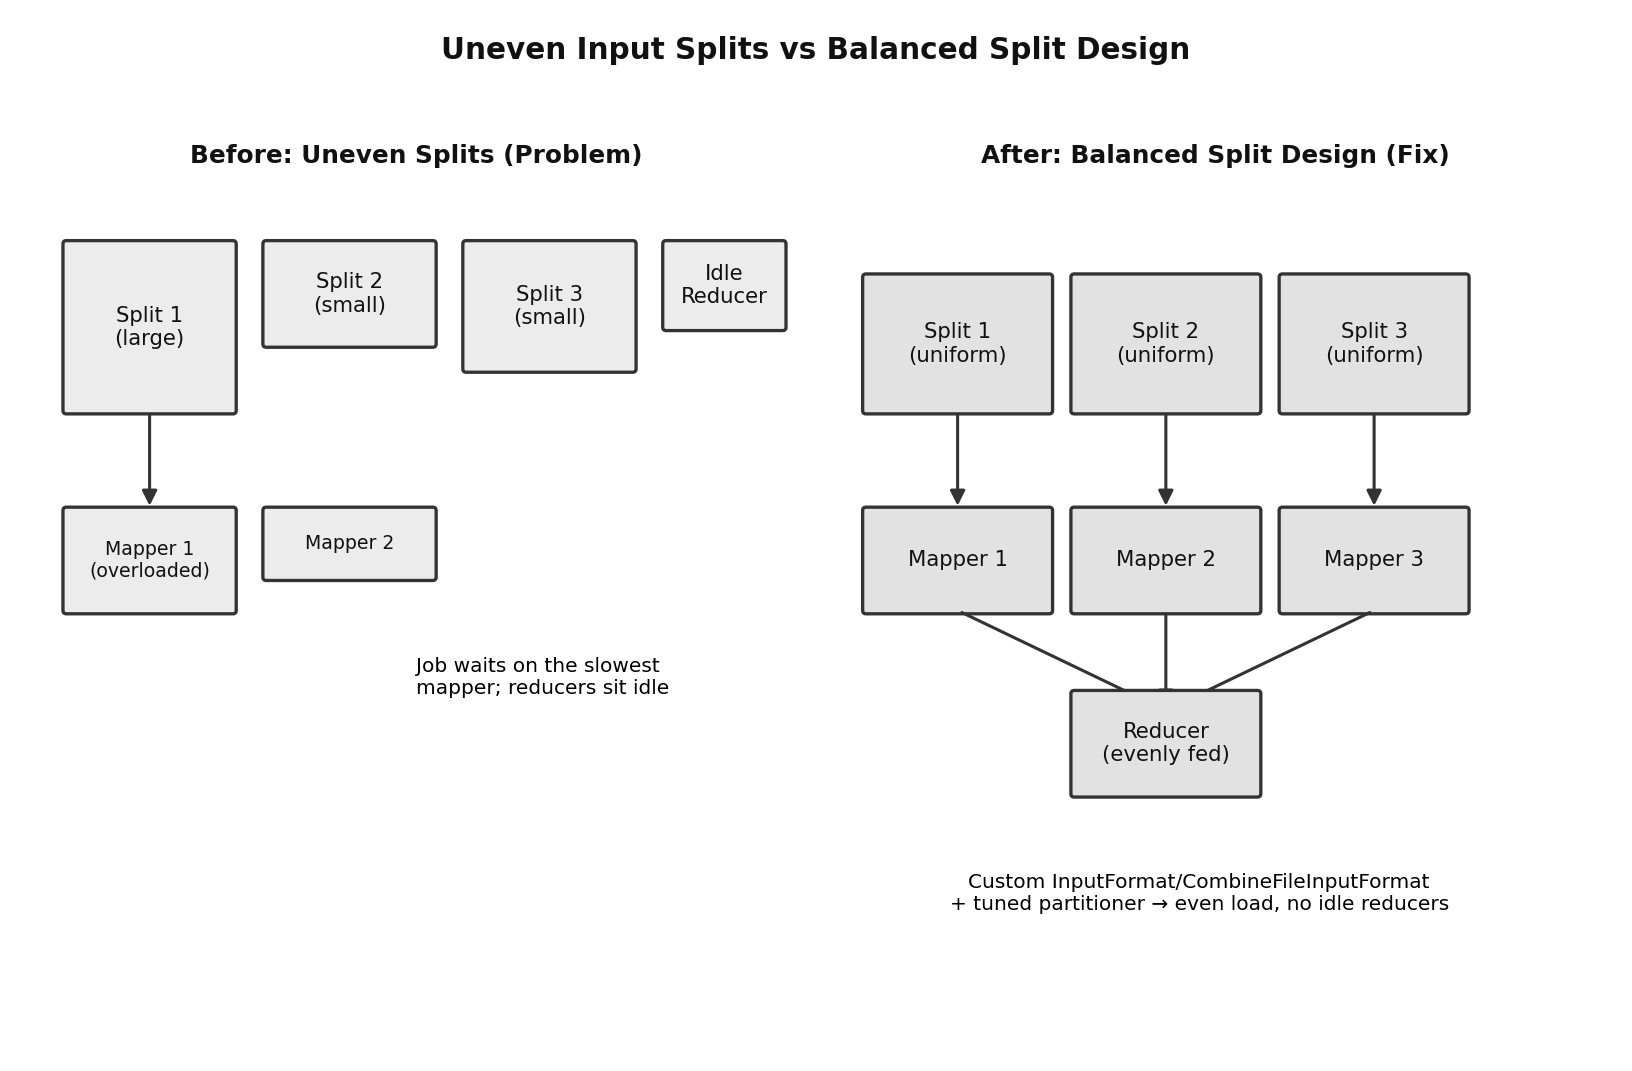 Uneven Input Splits vs Balanced Split Design
Before: Uneven Splits (Problem)
Split 1
(large)
Split 2
(small)
Split 3
(small)
Idle
Reducer
Mapper 1
(overloaded)
Mapper 2
Job waits on the slowest
mapper; reducers sit idle
After: Balanced Split Design (Fix)
Split 1
(uniform)
Split 2
(uniform)
Split 3
(uniform)
Mapper 1
Mapper 2
Mapper 3
Reducer
(evenly fed)
Custom InputFormat/CombineFileInputFormat
+ tuned partitioner → even load, no idle reducers